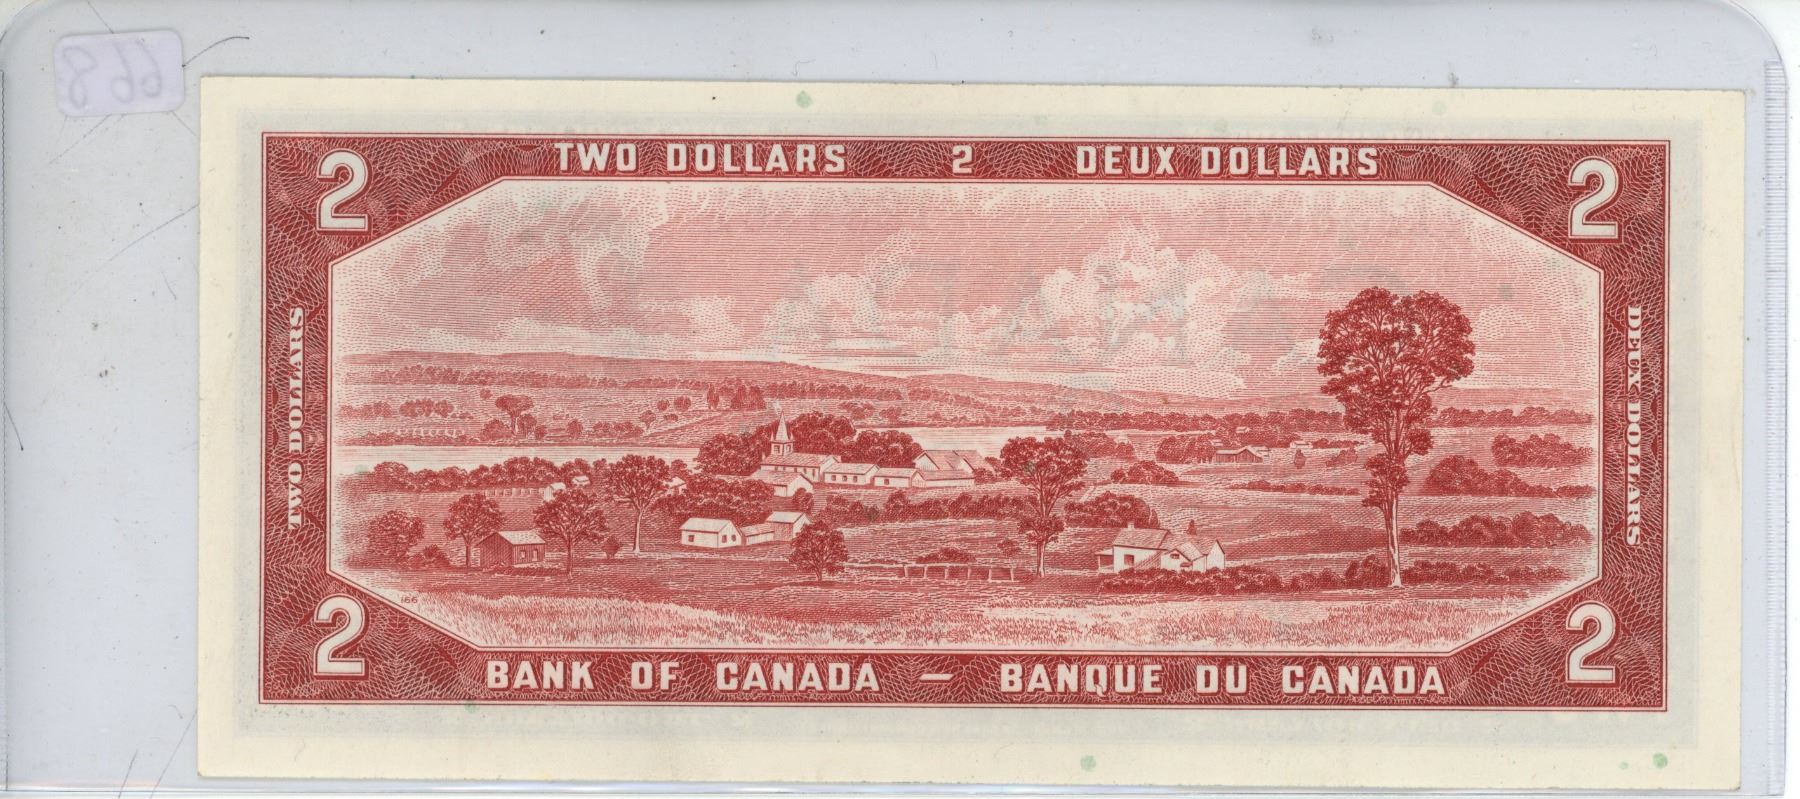 668
2 TWO DOLLARS 2 DEUX DOLLARS 2
TWO DOLLARS
DEUX DOLLARS
166
2 BANK OF CANADA — BANQUE DU CANADA 2